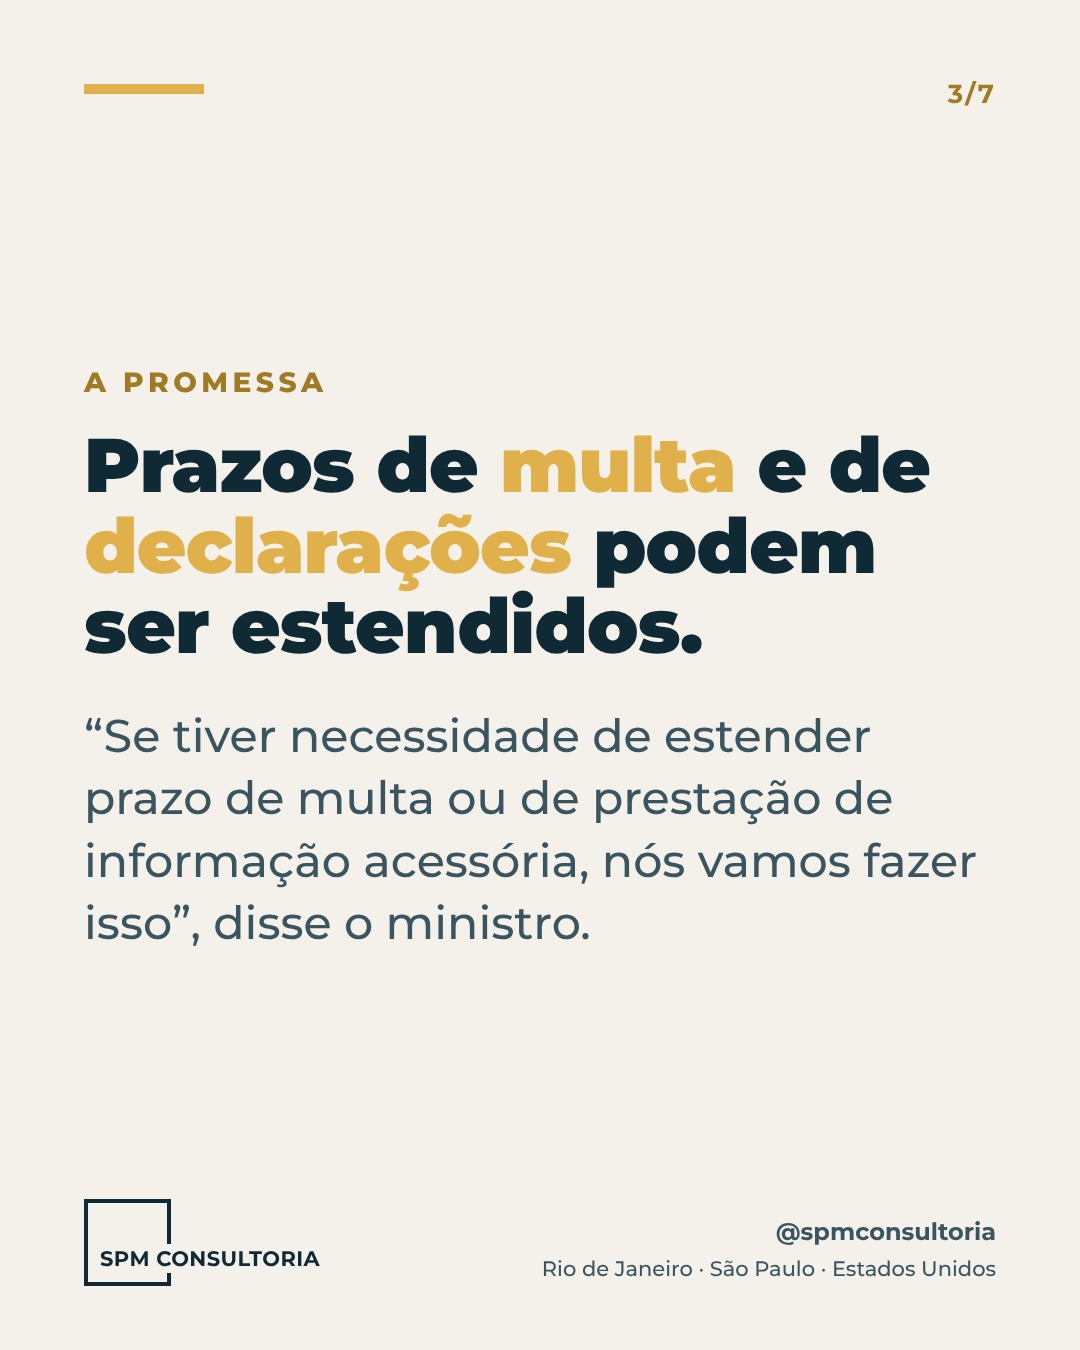 3/7
A PROMESSA
Prazos de multa e de
declarações podem
ser estendidos.
“Se tiver necessidade de estender
prazo de multa ou de prestação de
informação acessória, nós vamos fazer
isso”, disse o ministro.
SPM CONSULTORIA
@spmconsultoria
Rio de Janeiro · São Paulo · Estados Unidos